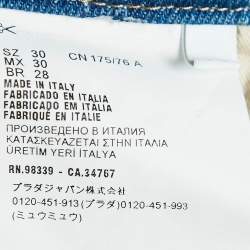 SZ 30 CN 175/76 A
MX 30
BR 28
MADE IN ITALY
FABRICADO EN ITALIA
FABRICADO EM ITALIA
FABRIQUÉ EN ITALIE
ПРОИЗВЕДЕНО В ИТАЛИЯ
ΚΑΤΑΣΚΕΥΑΖΕΤΑΙ ΣΤΗΝ ΙΤΑΛΙΑ
ÜRETİM YERİ İTALYA
RN.98339 - CA.34767
プラダジャパン株式会社
0120-451-913(プラダ)0120-451-993
(ミュウミュウ)